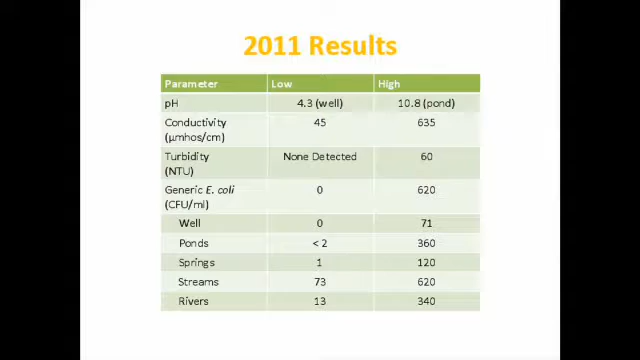 2011 Results
Parameter Low High
pH 4.3 (well) 10.8 (pond)
Conductivity 45 635
(µmhos/cm)
Turbidity None Detected 60
(NTU)
Generic E. coli 0 620
(CFU/ml)
Well 0 71
Ponds < 2 360
Springs 1 120
Streams 73 620
Rivers 13 340